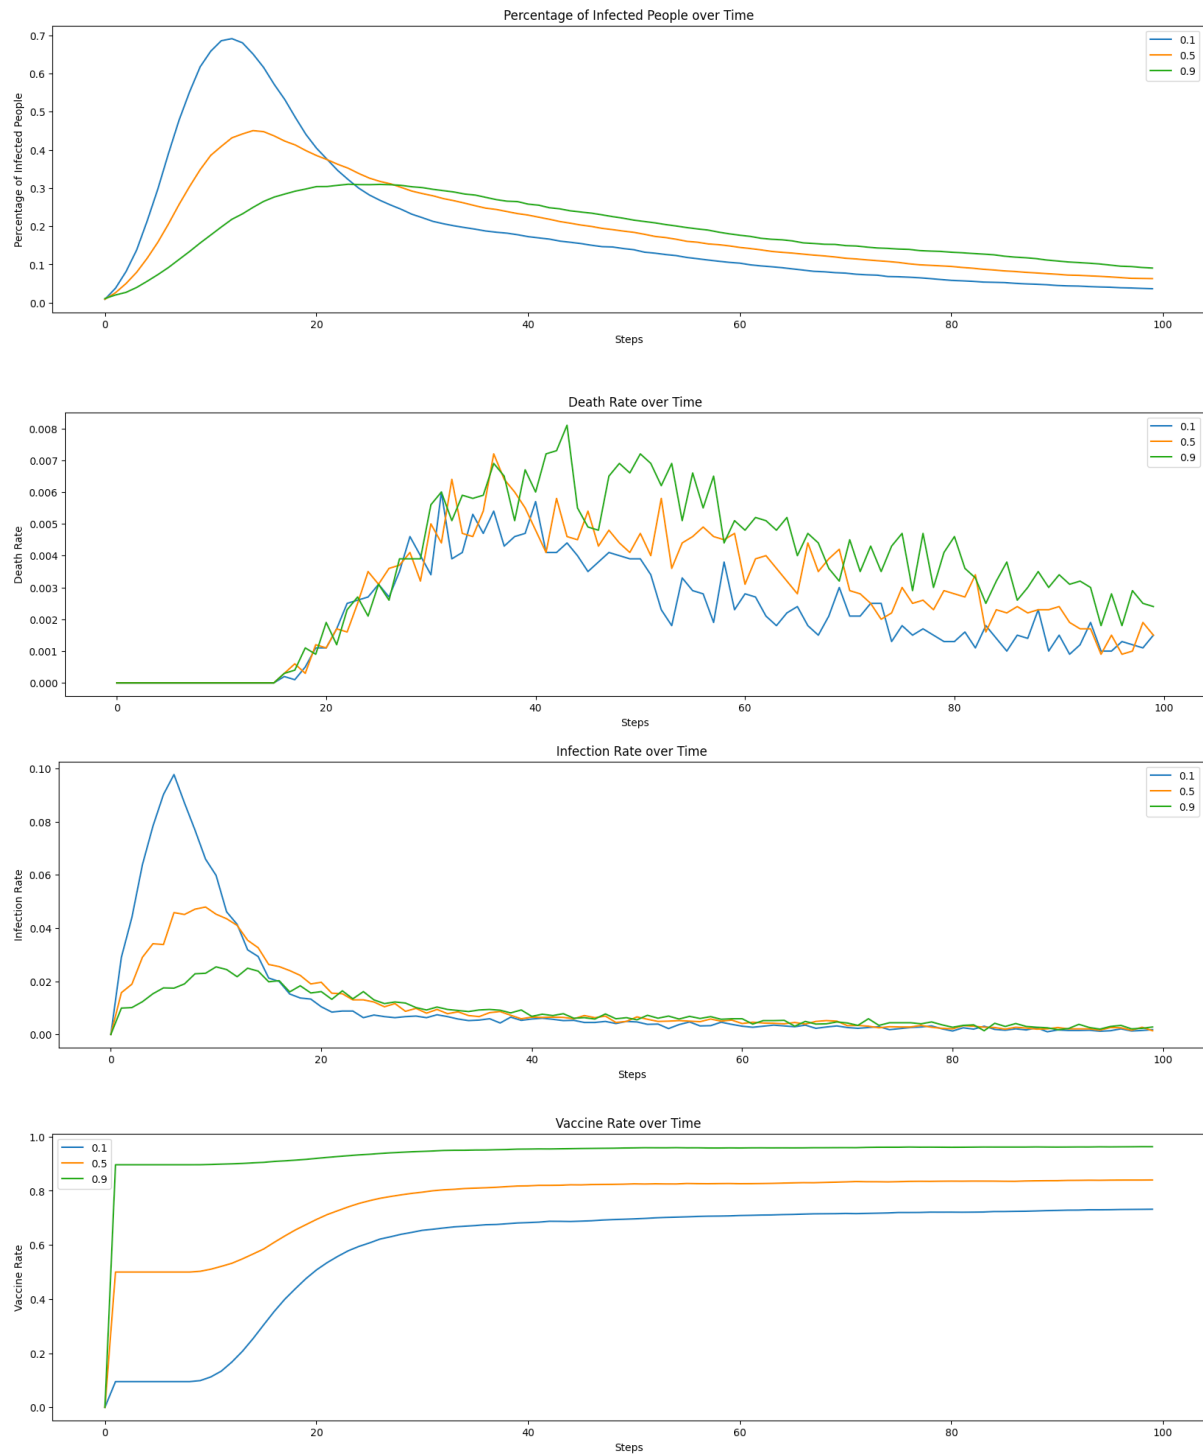 Percentage of Infected People over Time
0.7
0.6
0.5
0.4
0.3
0.2
0.1
0.0
Percentage of Infected People
0.1
0.5
0.9
0 20 40 60 80 100
Steps
Death Rate over Time
0.008
0.007
0.006
0.005
0.004
0.003
0.002
0.001
0.000
Death Rate
0.1
0.5
0.9
0 20 40 60 80 100
Steps
Infection Rate over Time
0.10
0.08
0.06
0.04
0.02
0.00
Infection Rate
0.1
0.5
0.9
0 20 40 60 80 100
Steps
Vaccine Rate over Time
1.0
0.8
0.6
0.4
0.2
0.0
Vaccine Rate
0.1
0.5
0.9
0 20 40 60 80 100
Steps